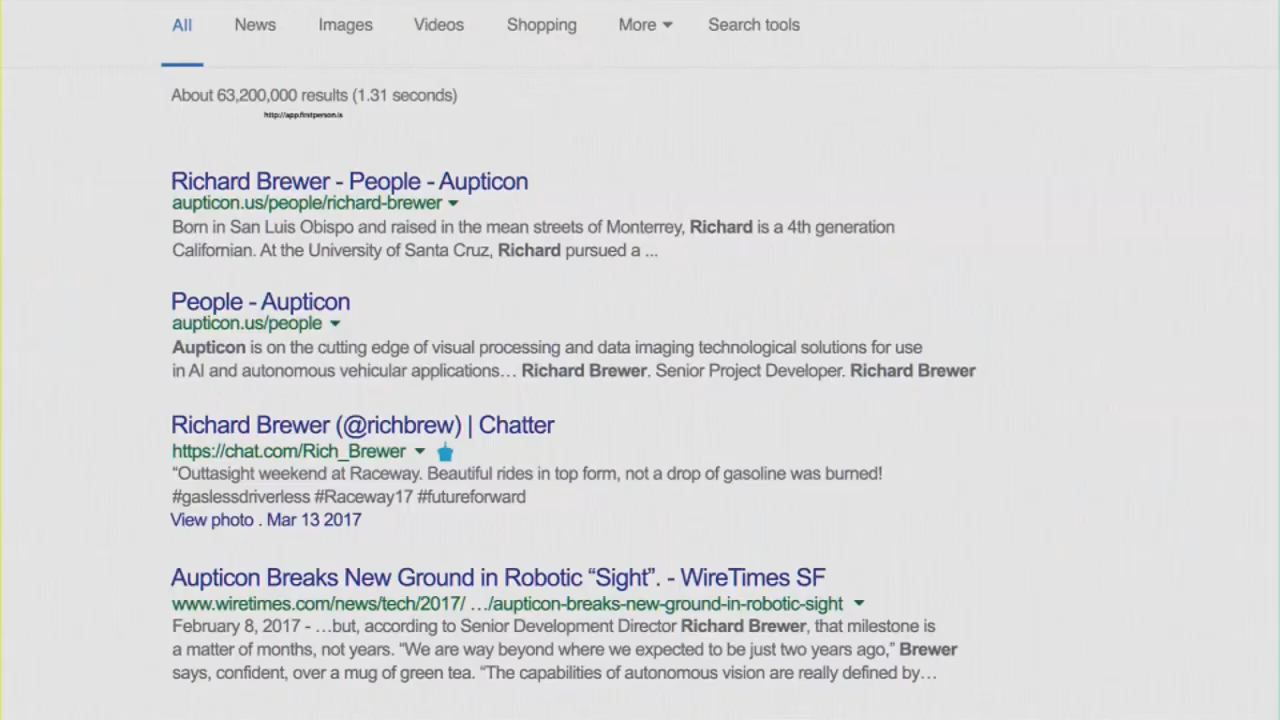 All News Images Videos Shopping More Search tools
About 63,200,000 results (1.31 seconds)
http://app.firstperson.is
Richard Brewer - People - Aupticon
aupticon.us/people/richard-brewer
Born in San Luis Obispo and raised in the mean streets of Monterrey, Richard is a 4th generation
Californian. At the University of Santa Cruz, Richard pursued a ...
People - Aupticon
aupticon.us/people
Aupticon is on the cutting edge of visual processing and data imaging technological solutions for use
in AI and autonomous vehicular applications… Richard Brewer. Senior Project Developer. Richard Brewer
Richard Brewer (@richbrew) | Chatter
https://chat.com/Rich_Brewer
“Outtasight weekend at Raceway. Beautiful rides in top form, not a drop of gasoline was burned!
#gaslessdriverless #Raceway17 #futureforward
View photo . Mar 13 2017
Aupticon Breaks New Ground in Robotic “Sight”. - WireTimes SF
www.wiretimes.com/news/tech/2017/ …/aupticon-breaks-new-ground-in-robotic-sight
February 8, 2017 - …but, according to Senior Development Director Richard Brewer, that milestone is
a matter of months, not years. “We are way beyond where we expected to be just two years ago,” Brewer
says, confident, over a mug of green tea. “The capabilities of autonomous vision are really defined by…